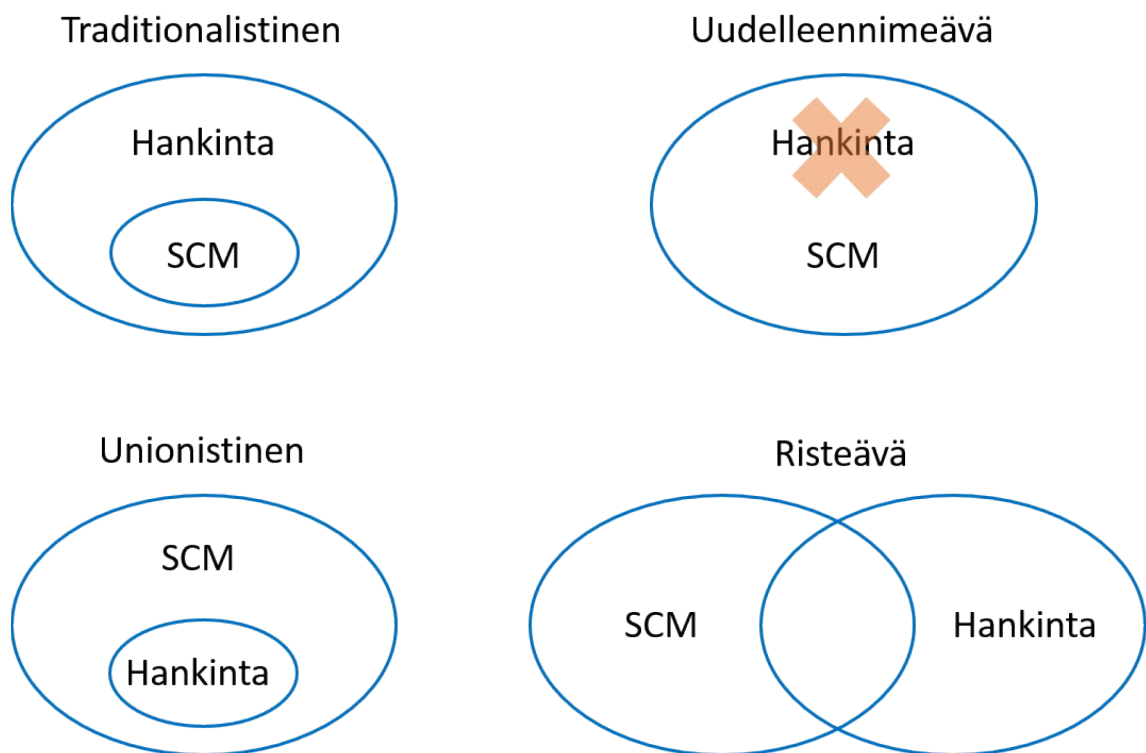 Traditionalistinen
Hankinta
SCM
Uudelleennimeävä
Hankinta
SCM
Unionistinen
SCM
Hankinta
Risteävä
SCM
Hankinta